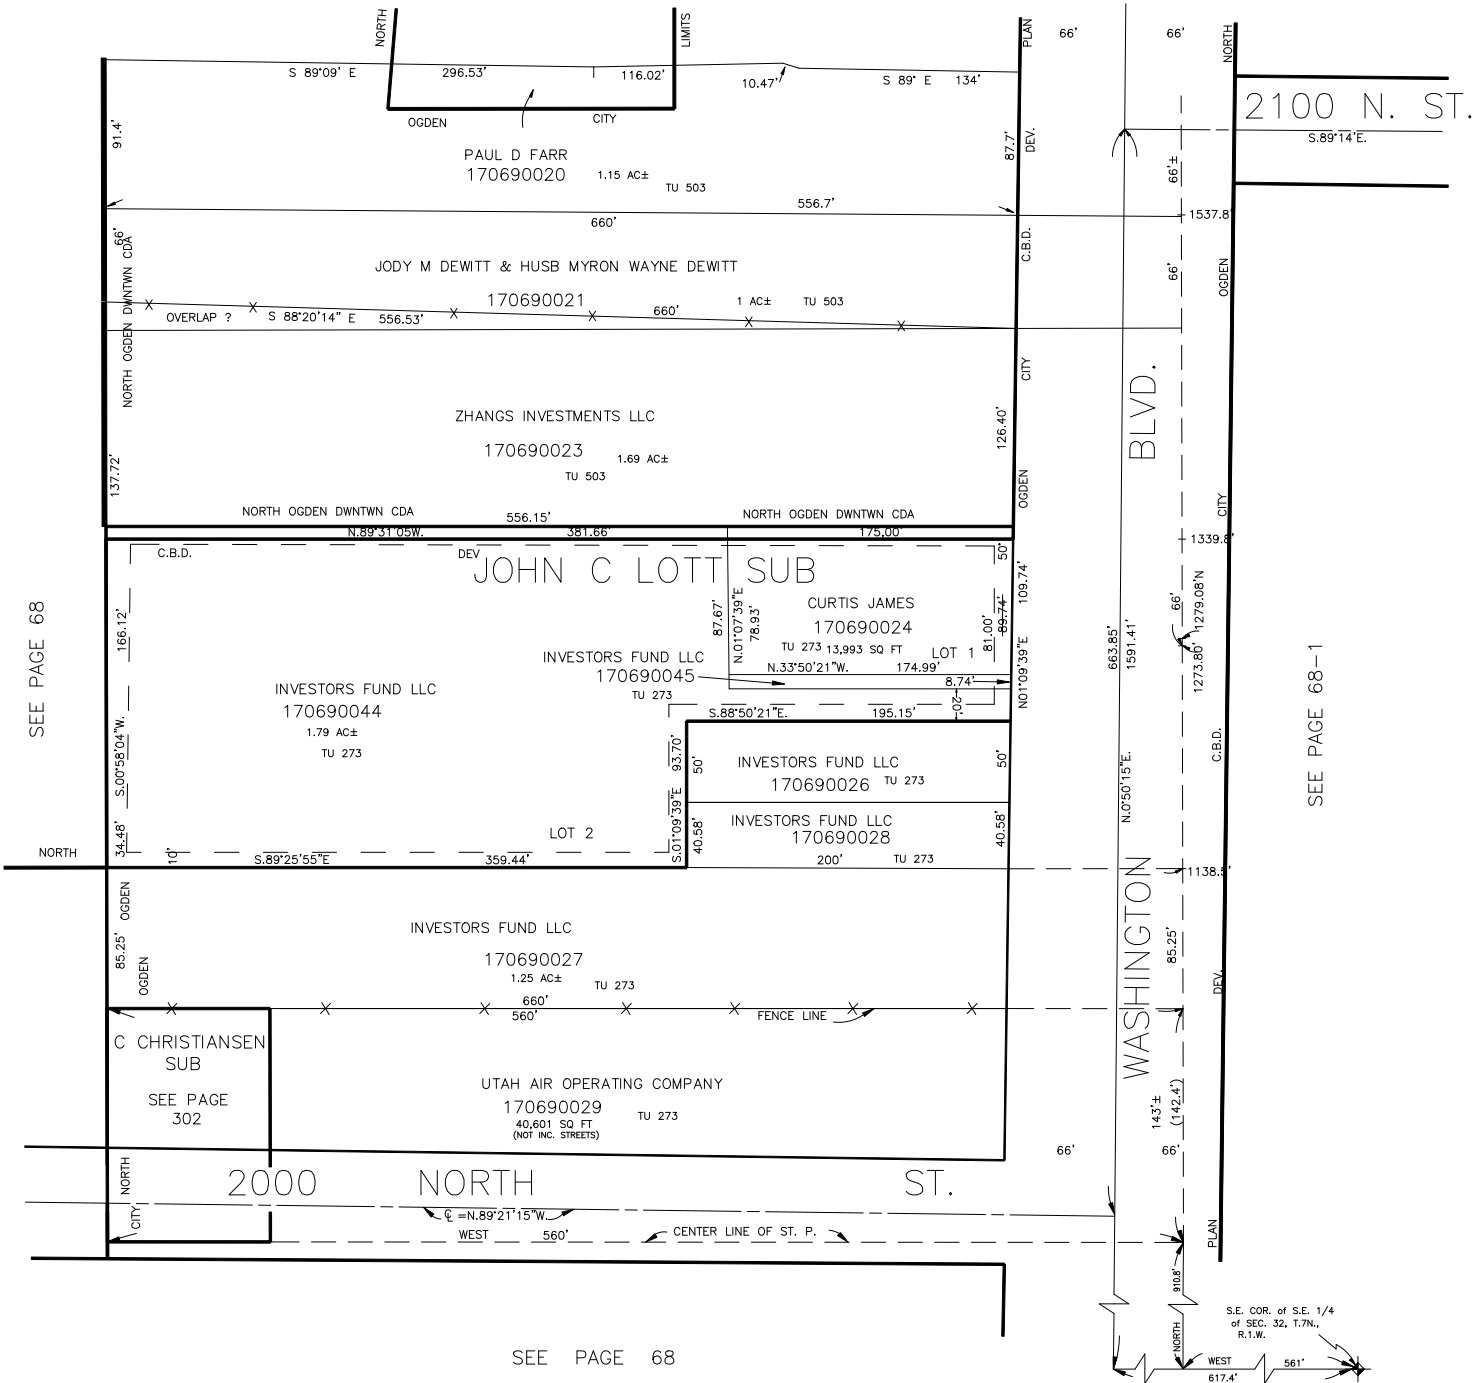 NORTH
LIMITS
PLAN
66'
66'
NORTH
S 89°09' E
296.53'
116.02'
10.47'
S 89° E 134'
2100 N. ST.
S.89°14'E.
OGDEN
CITY
91.4'
87.7'
DEV.
PAUL D FARR
170690020
1.15 AC±
TU 503
66'±
556.7'
660'
1537.8'
66'
NORTH OGDEN DWNTWN CDA
C.B.D.
66'
OGDEN
JODY M DEWITT & HUSB MYRON WAYNE DEWITT
170690021
1 AC±
TU 503
OVERLAP ?
S 88°20'14" E
556.53'
660'
CITY
BLVD.
ZHANGS INVESTMENTS LLC
170690023
1.69 AC±
TU 503
137.72'
126.40'
OGDEN
CITY
NORTH OGDEN DWNTWN CDA
556.15'
NORTH OGDEN DWNTWN CDA
N.89°31'05W.
381.66'
175.00'
1339.8'
C.B.D.
DEV
JOHN C LOTT SUB
50'
109.74'
SEE PAGE 68
166.12'
87.67'
N.01°07'39"E
78.93'
CURTIS JAMES
170690024
TU 273
13,993 SQ FT
LOT 1
81.00'
89.74'
N01°09'39"E
66'
1279.08'N
1273.80'
663.85'
1591.41'
N.33°50'21"W.
174.99'
INVESTORS FUND LLC
170690045
TU 273
8.74'
20'
INVESTORS FUND LLC
170690044
1.79 AC±
TU 273
S.88°50'21"E.
195.15'
SEE PAGE 68-1
S.00°58'04"W.
93.70'
50'
INVESTORS FUND LLC
170690026
TU 273
50'
C.B.D.
N.0°50'15"E.
S.01°09'39"E
40.58'
INVESTORS FUND LLC
170690028
40.58'
LOT 2
34.48'
NORTH
10'
S.89°25'55"E
359.44'
200'
TU 273
1138.5'
OGDEN
85.25'
OGDEN
INVESTORS FUND LLC
170690027
1.25 AC±
TU 273
85.25'
DEV.
WASHINGTON
660'
560'
FENCE LINE
C CHRISTIANSEN
SUB
SEE PAGE
302
UTAH AIR OPERATING COMPANY
170690029
40,601 SQ FT
(NOT INC. STREETS)
TU 273
143'±
(142.4')
66'
66'
NORTH
CITY
2000 NORTH ST.
℄ =N.89°21'15"W.
WEST
560'
CENTER LINE OF ST. P.
PLAN
910.8'
NORTH
S.E. COR. of S.E. 1/4
of SEC. 32, T.7N.,
R.1.W.
SEE PAGE 68
WEST
561'
617.4'